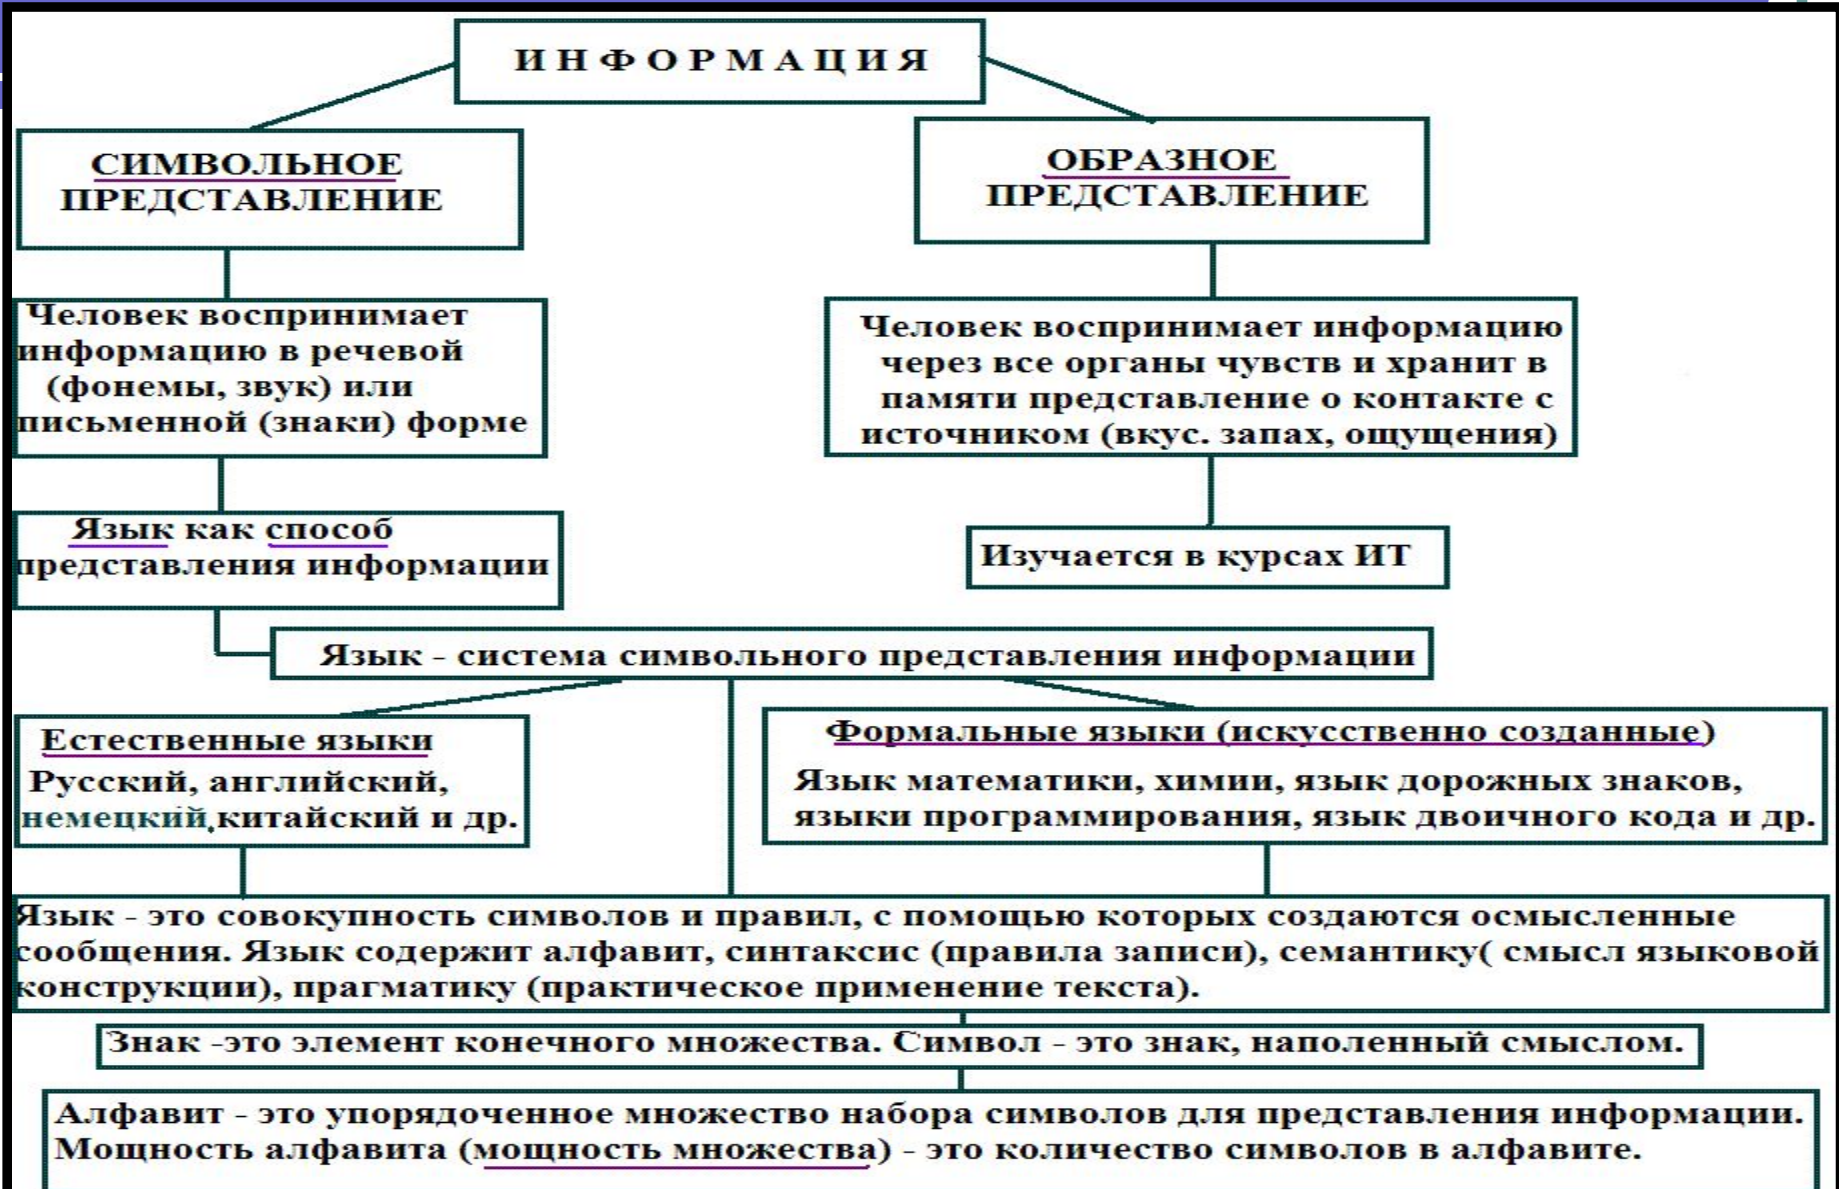 И Н Ф О Р М А Ц И Я
СИМВОЛЬНОЕ
ПРЕДСТАВЛЕНИЕ
ОБРАЗНОЕ
ПРЕДСТАВЛЕНИЕ
Человек воспринимает
информацию в речевой
(фонемы, звук) или
письменной (знаки) форме
Человек воспринимает информацию
через все органы чувств и хранит в
памяти представление о контакте с
источником (вкус. запах, ощущения)
Язык как способ
представления информации
Изучается в курсах ИТ
Язык - система символьного представления информации
Естественные языки
Русский, английский,
немецкий,китайский и др.
Формальные языки (искусственно созданные)
Язык математики, химии, язык дорожных знаков,
языки программирования, язык двоичного кода и др.
Язык - это совокупность символов и правил, с помощью которых создаются осмысленные
сообщения. Язык содержит алфавит, синтаксис (правила записи), семантику( смысл языковой
конструкции), прагматику (практическое применение текста).
Знак -это элемент конечного множества. Символ - это знак, наполенный смыслом.
Алфавит - это упорядоченное множество набора символов для представления информации.
Мощность алфавита (мощность множества) - это количество символов в алфавите.